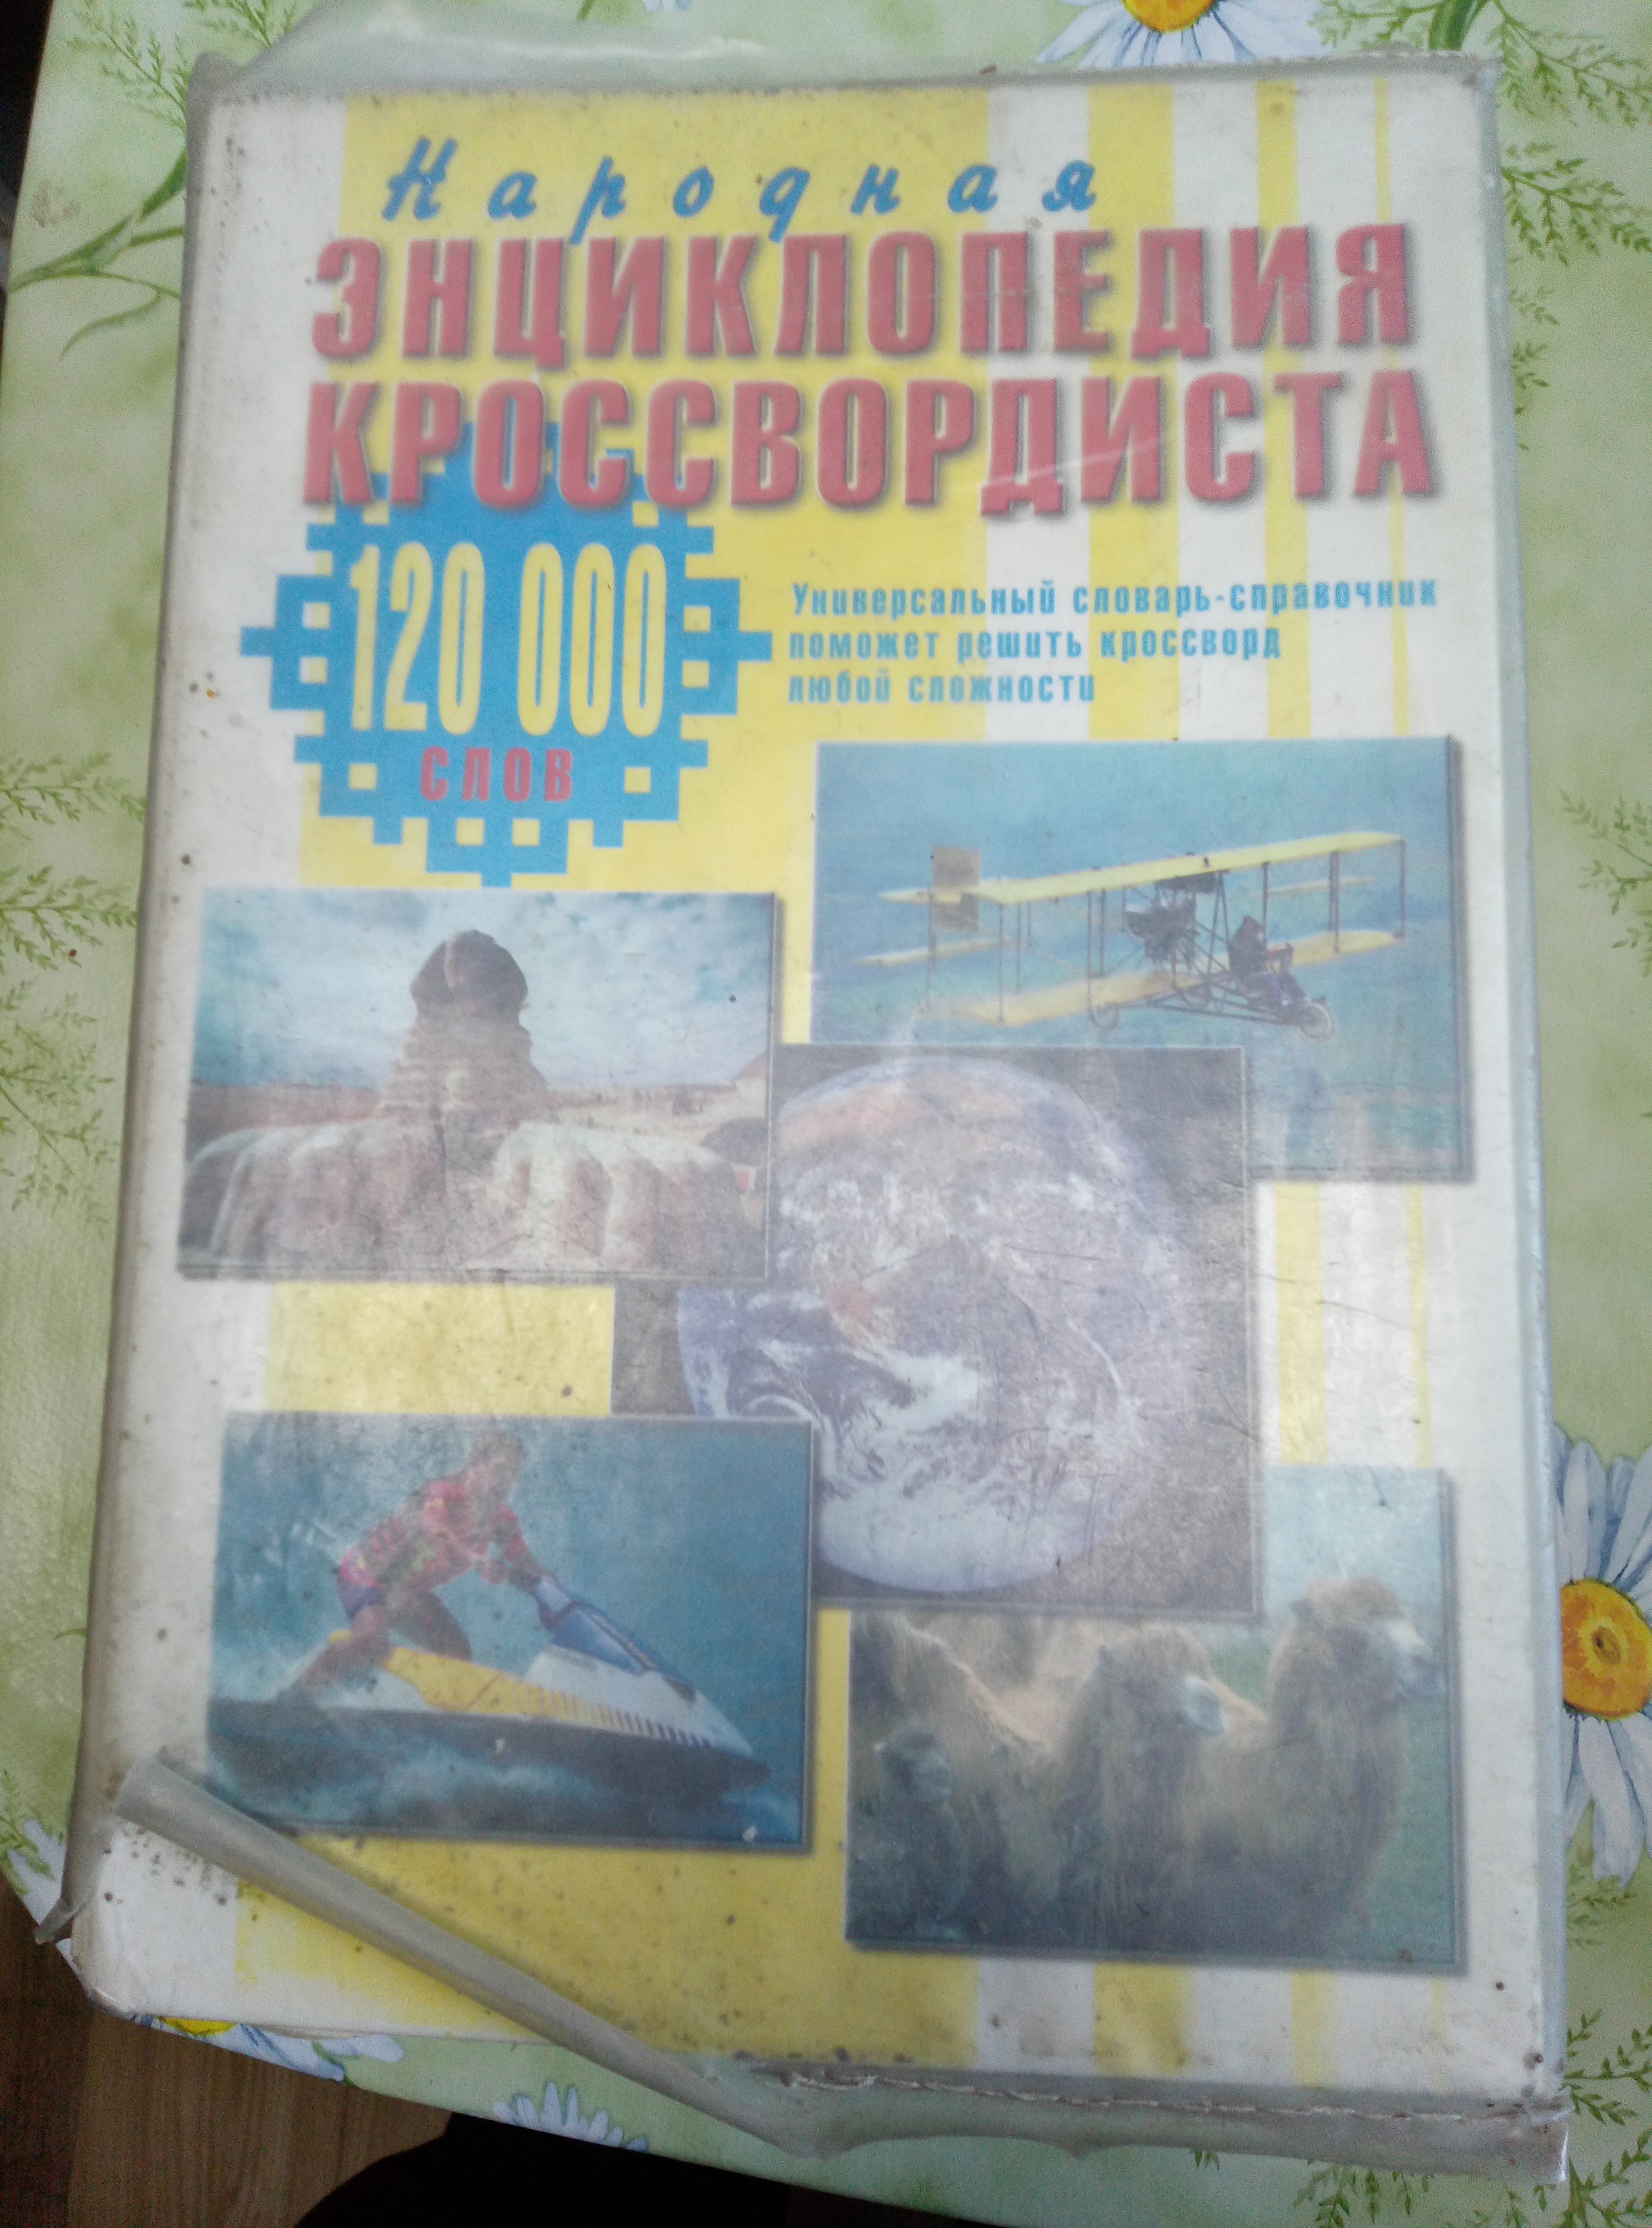 Народная
ЭНЦИКЛОПЕДИЯ
КРОССВОРДИСТА
120 000
СЛОВ
Универсальный словарь-справочник
поможет решить кроссворд
любой сложности